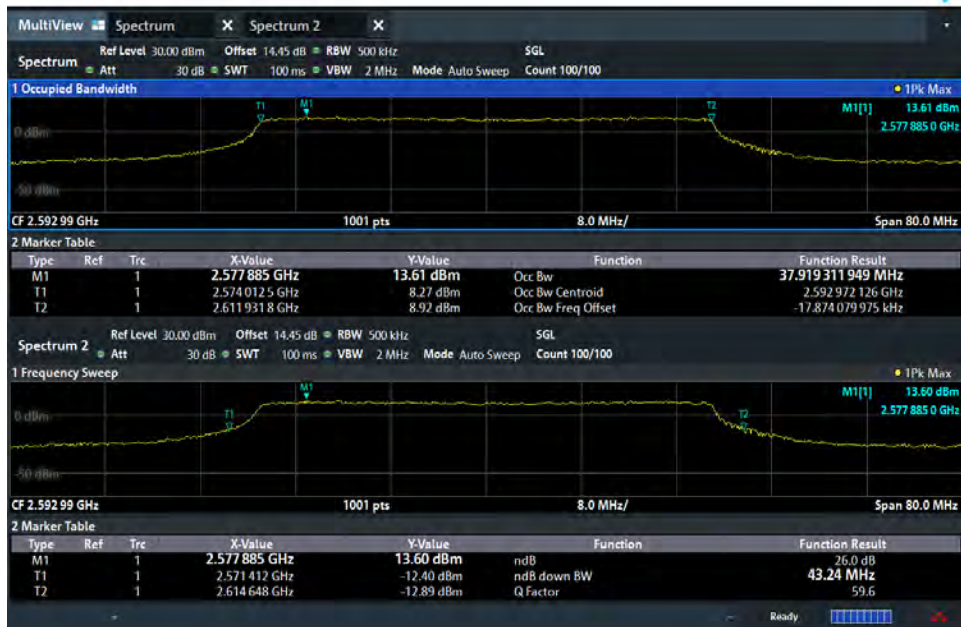 MultiView Spectrum X Spectrum 2 X
Ref Level 30.00 dBm Offset 14.45 dB RBW 500 kHz SGL
Spectrum Att 30 dB SWT 100 ms VBW 2 MHz Mode Auto Sweep Count 100/100
1 Occupied Bandwidth 1Pk Max
T1 M1 T2 M1[1] 13.61 dBm
0 dBm 2.577 885 0 GHz
-50 dBm
CF 2.592 99 GHz 1001 pts 8.0 MHz/ Span 80.0 MHz
2 Marker Table
Type Ref Trc X-Value Y-Value Function Function Result
M1 1 2.577 885 GHz 13.61 dBm Occ Bw 37.919 311 949 MHz
T1 1 2.574 012 5 GHz 8.27 dBm Occ Bw Centroid 2.592 972 126 GHz
T2 1 2.611 931 8 GHz 8.92 dBm Occ Bw Freq Offset -17.874 079 975 kHz
Ref Level 30.00 dBm Offset 14.45 dB RBW 500 kHz SGL
Spectrum 2 Att 30 dB SWT 100 ms VBW 2 MHz Mode Auto Sweep Count 100/100
1 Frequency Sweep 1Pk Max
M1 M1[1] 13.60 dBm
0 dBm T1 T2 2.577 885 0 GHz
-50 dBm
CF 2.592 99 GHz 1001 pts 8.0 MHz/ Span 80.0 MHz
2 Marker Table
Type Ref Trc X-Value Y-Value Function Function Result
M1 1 2.577 885 GHz 13.60 dBm ndB 26.0 dB
T1 1 2.571 412 GHz -12.40 dBm ndB down BW 43.24 MHz
T2 1 2.614 648 GHz -12.89 dBm Q Factor 59.6
Ready